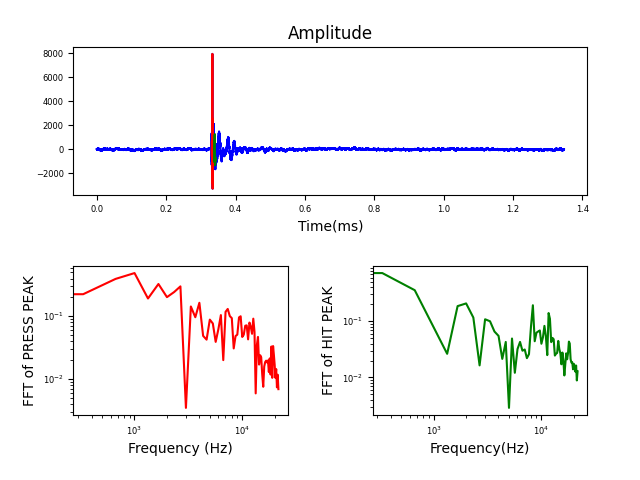 Amplitude
8000
6000
4000
2000
0
−2000
0.0 0.2 0.4 0.6 0.8 1.0 1.2 1.4
Time(ms)
FFT of PRESS PEAK
10⁻¹
10⁻²
10³ 10⁴
Frequency (Hz)
FFT of HIT PEAK
10⁻¹
10⁻²
10³ 10⁴
Frequency(Hz)